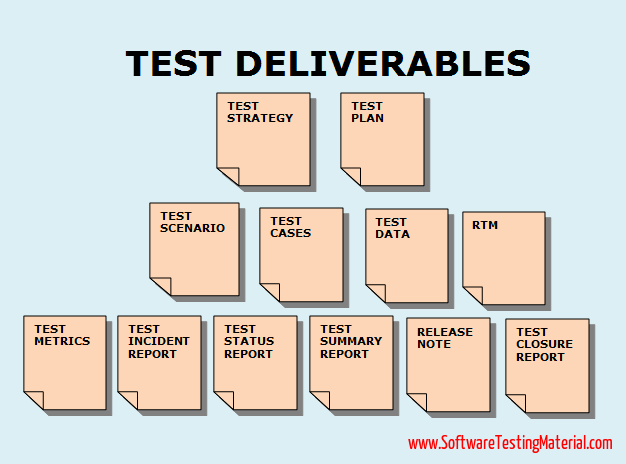 TEST DELIVERABLES
TEST
STRATEGY
TEST
PLAN
TEST
SCENARIO
TEST
CASES
TEST
DATA
RTM
TEST
METRICS
TEST
INCIDENT
REPORT
TEST
STATUS
REPORT
TEST
SUMMARY
REPORT
RELEASE
NOTE
TEST
CLOSURE
REPORT
www.SoftwareTestingMaterial.com